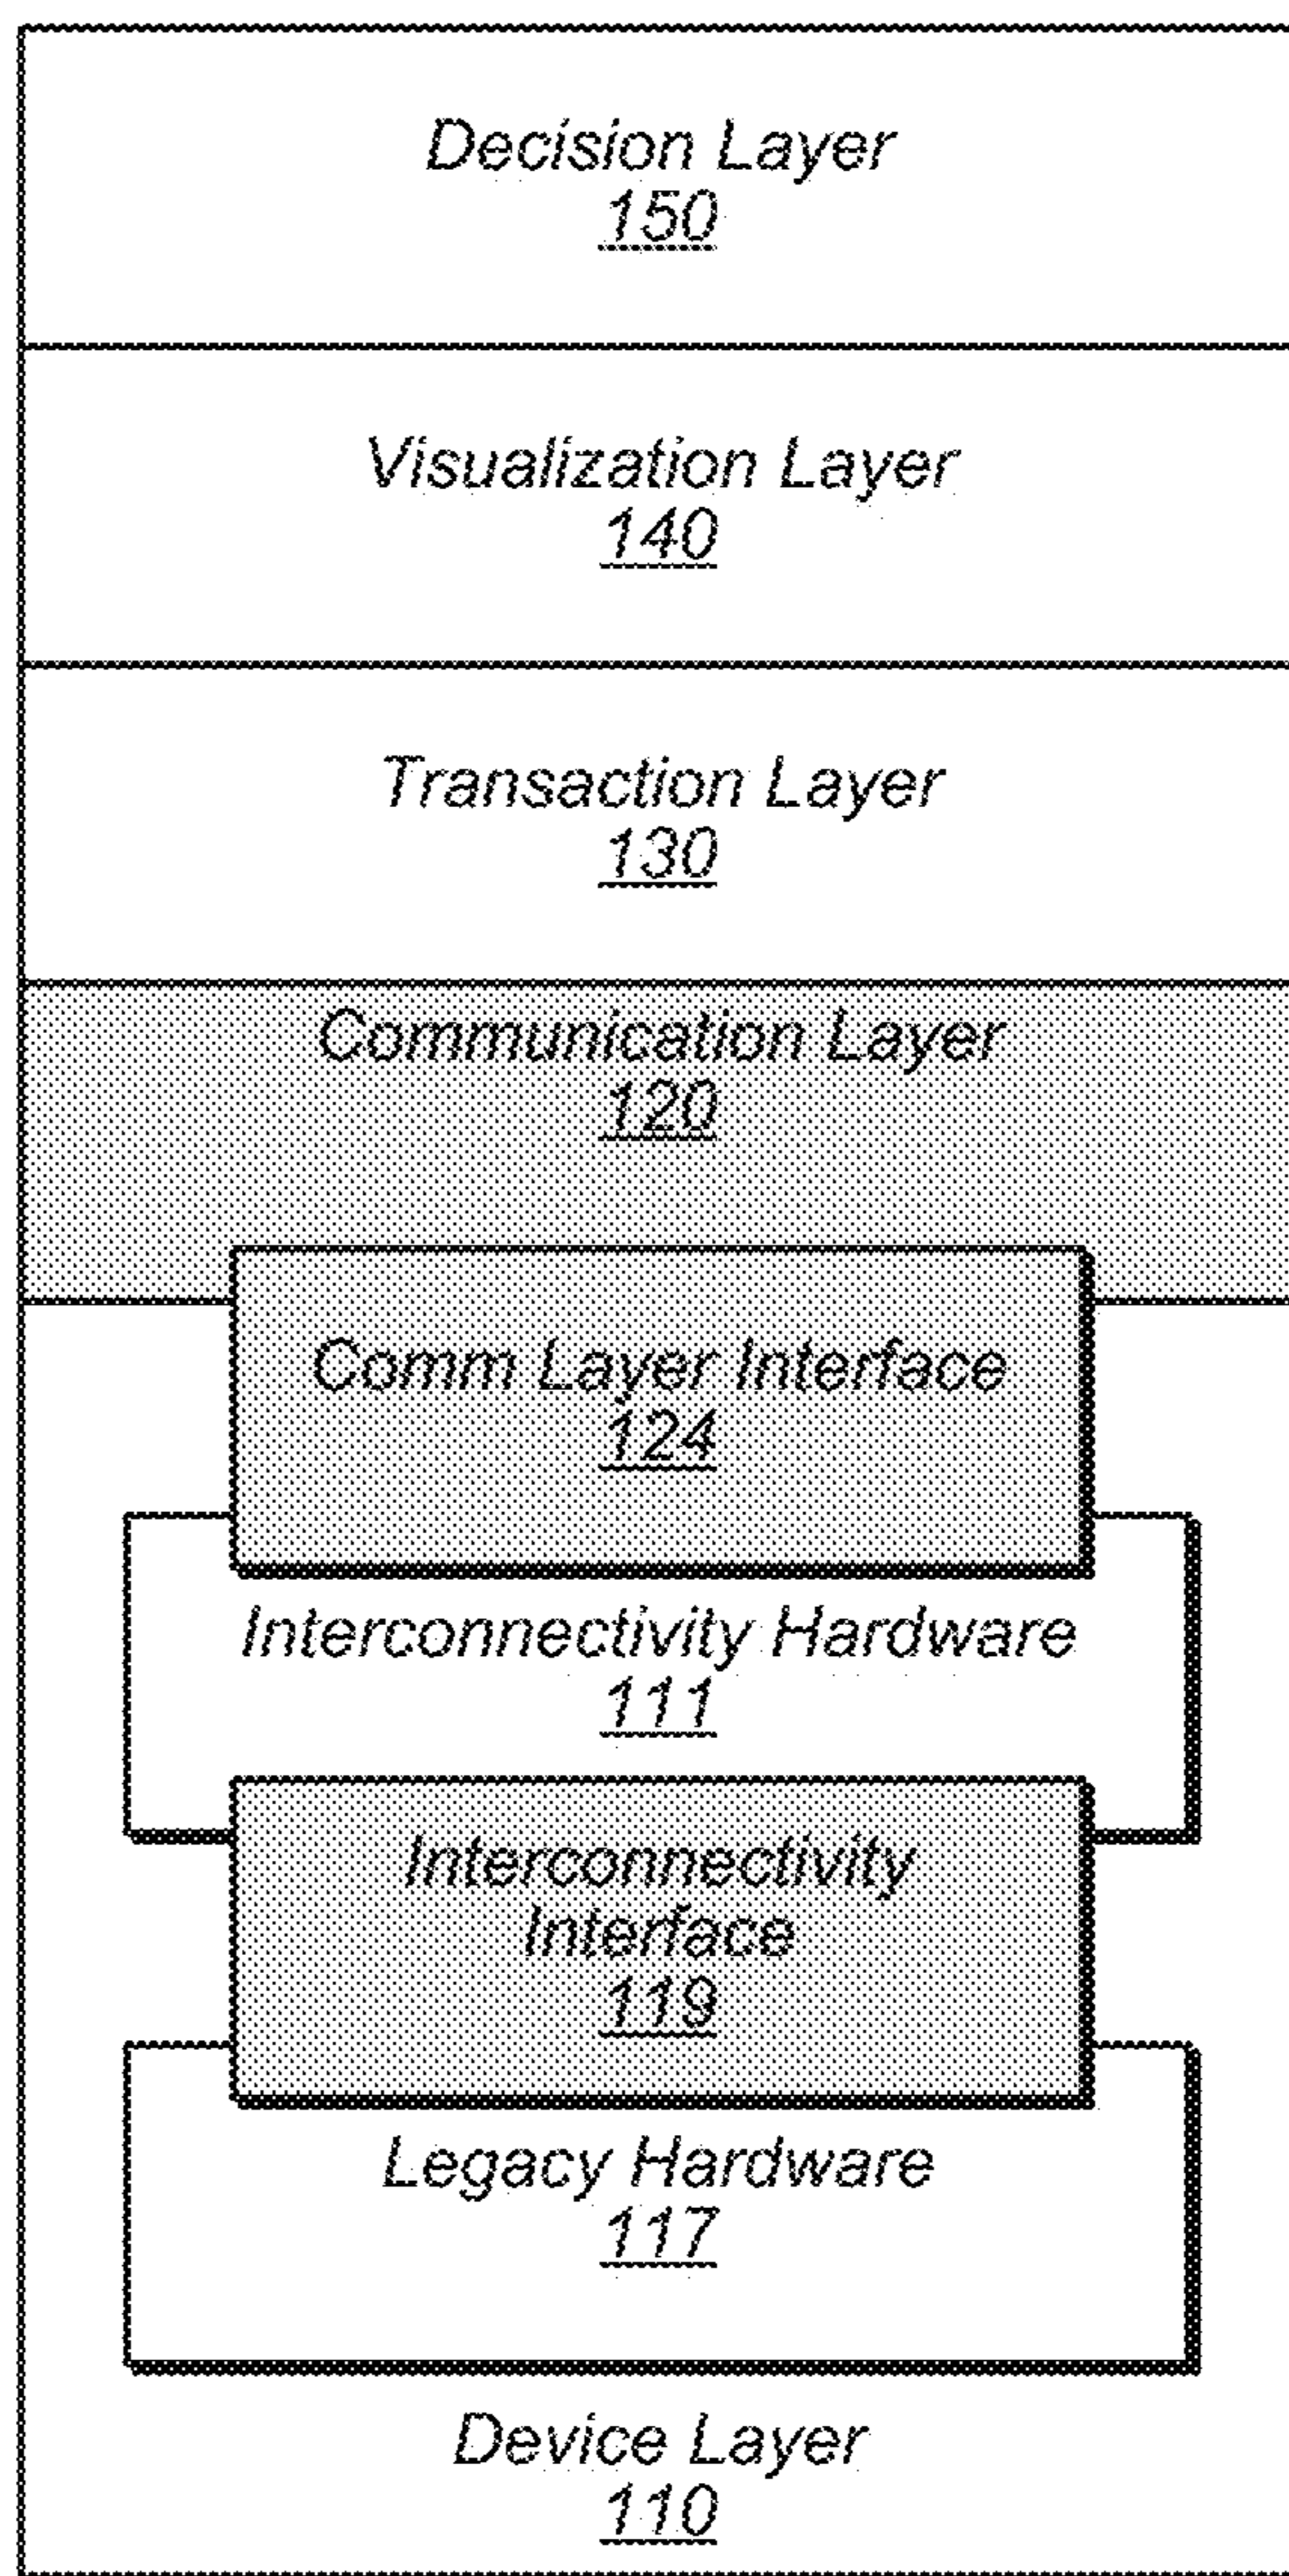 Decision Layer
150
Visualization Layer
140
Transaction Layer
130
Communication Layer
120
Comm Layer Interface
124
Interconnectivity Hardware
111
Interconnectivity
Interface
119
Legacy Hardware
117
Device Layer
110